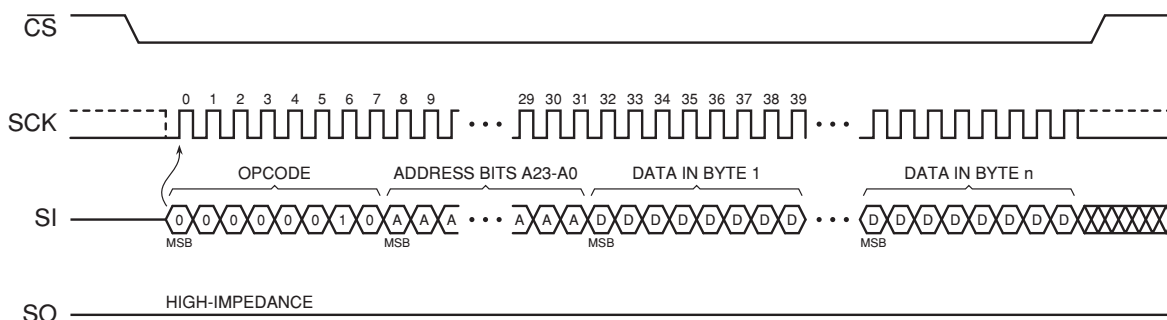 CS
0 1 2 3 4 5 6 7 8 9 29 30 31 32 33 34 35 36 37 38 39
SCK
OPCODE ADDRESS BITS A23-A0 DATA IN BYTE 1 DATA IN BYTE n
SI 0 0 0 0 0 0 1 0 A A A A A A D D D D D D D D D D D D D D D D
MSB MSB MSB MSB
HIGH-IMPEDANCE
SO